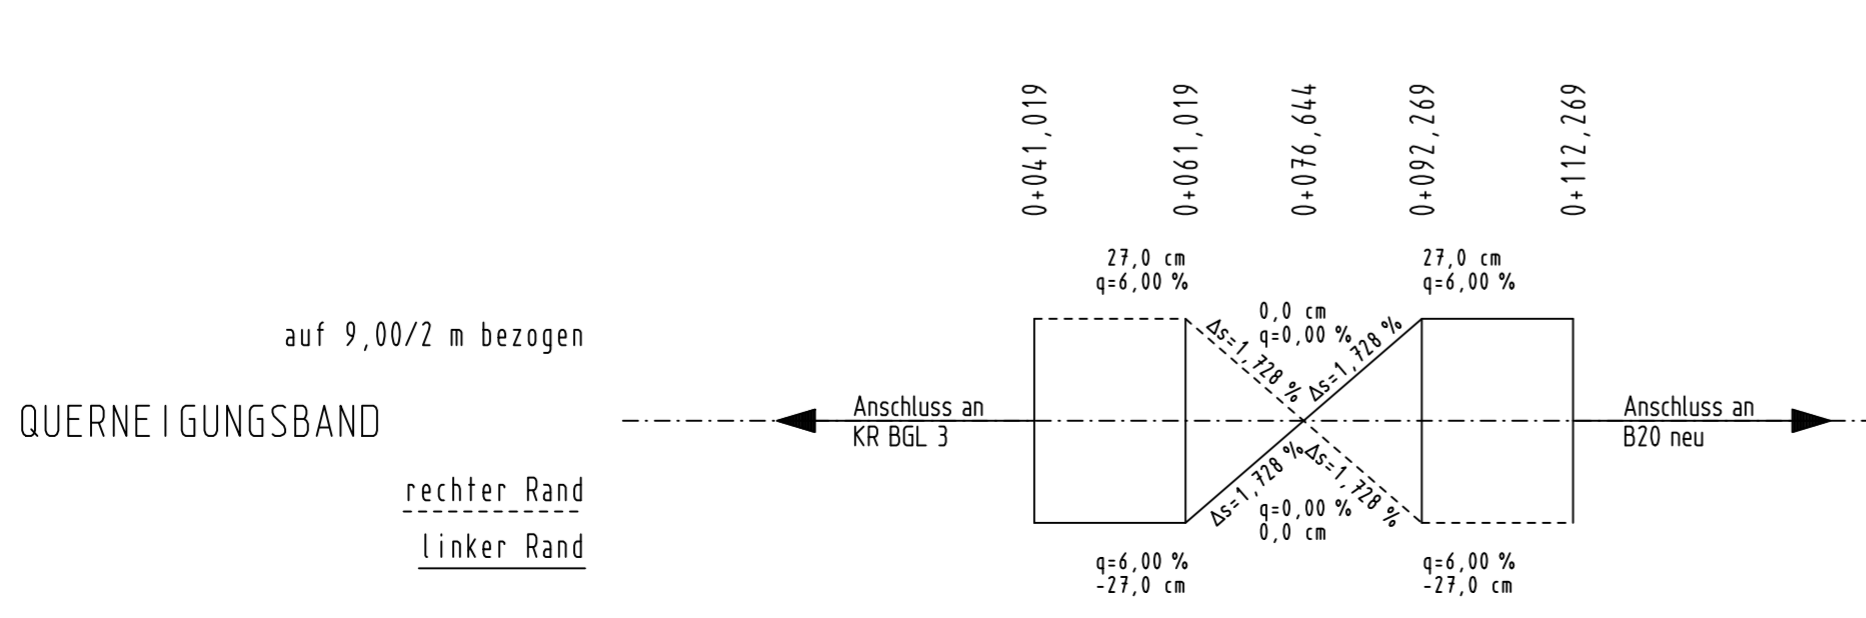 0+041,019
0+061,019
0+076,644
0+092,269
0+112,269
27,0 cm
q=6,00 %
27,0 cm
q=6,00 %
0,0 cm
q=0,00 %
auf 9,00/2 m bezogen
Δs=1,728 %
Δs=1,728 %
QUERNEIGUNGSBAND
Anschluss an
KR BGL 3
Anschluss an
B20 neu
Δs=1,728 %
Δs=1,728 %
rechter Rand
q=0,00 %
0,0 cm
linker Rand
q=6,00 %
-27,0 cm
q=6,00 %
-27,0 cm